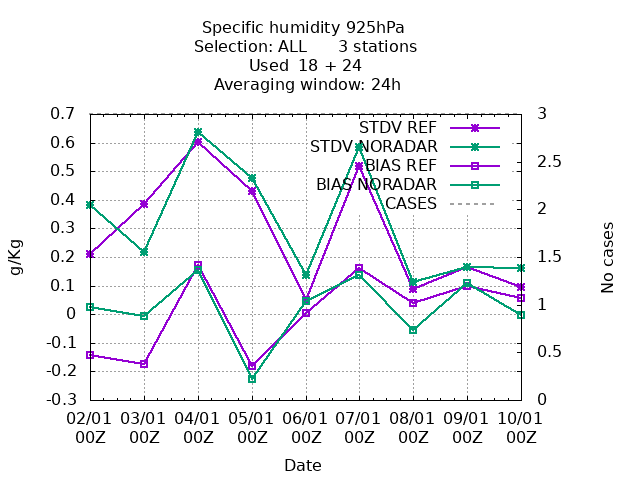 Specific humidity 925hPa
Selection: ALL      3 stations
Used  18 + 24
Averaging window: 24h
0.7
0.6
0.5
0.4
0.3
0.2
0.1
0
-0.1
-0.2
-0.3
g/Kg
3
2.5
2
1.5
1
0.5
0
No cases
STDV REF
STDV NORADAR
BIAS REF
BIAS NORADAR
CASES
02/01 03/01 04/01 05/01 06/01 07/01 08/01 09/01 10/01
00Z 00Z 00Z 00Z 00Z 00Z 00Z 00Z 00Z
Date